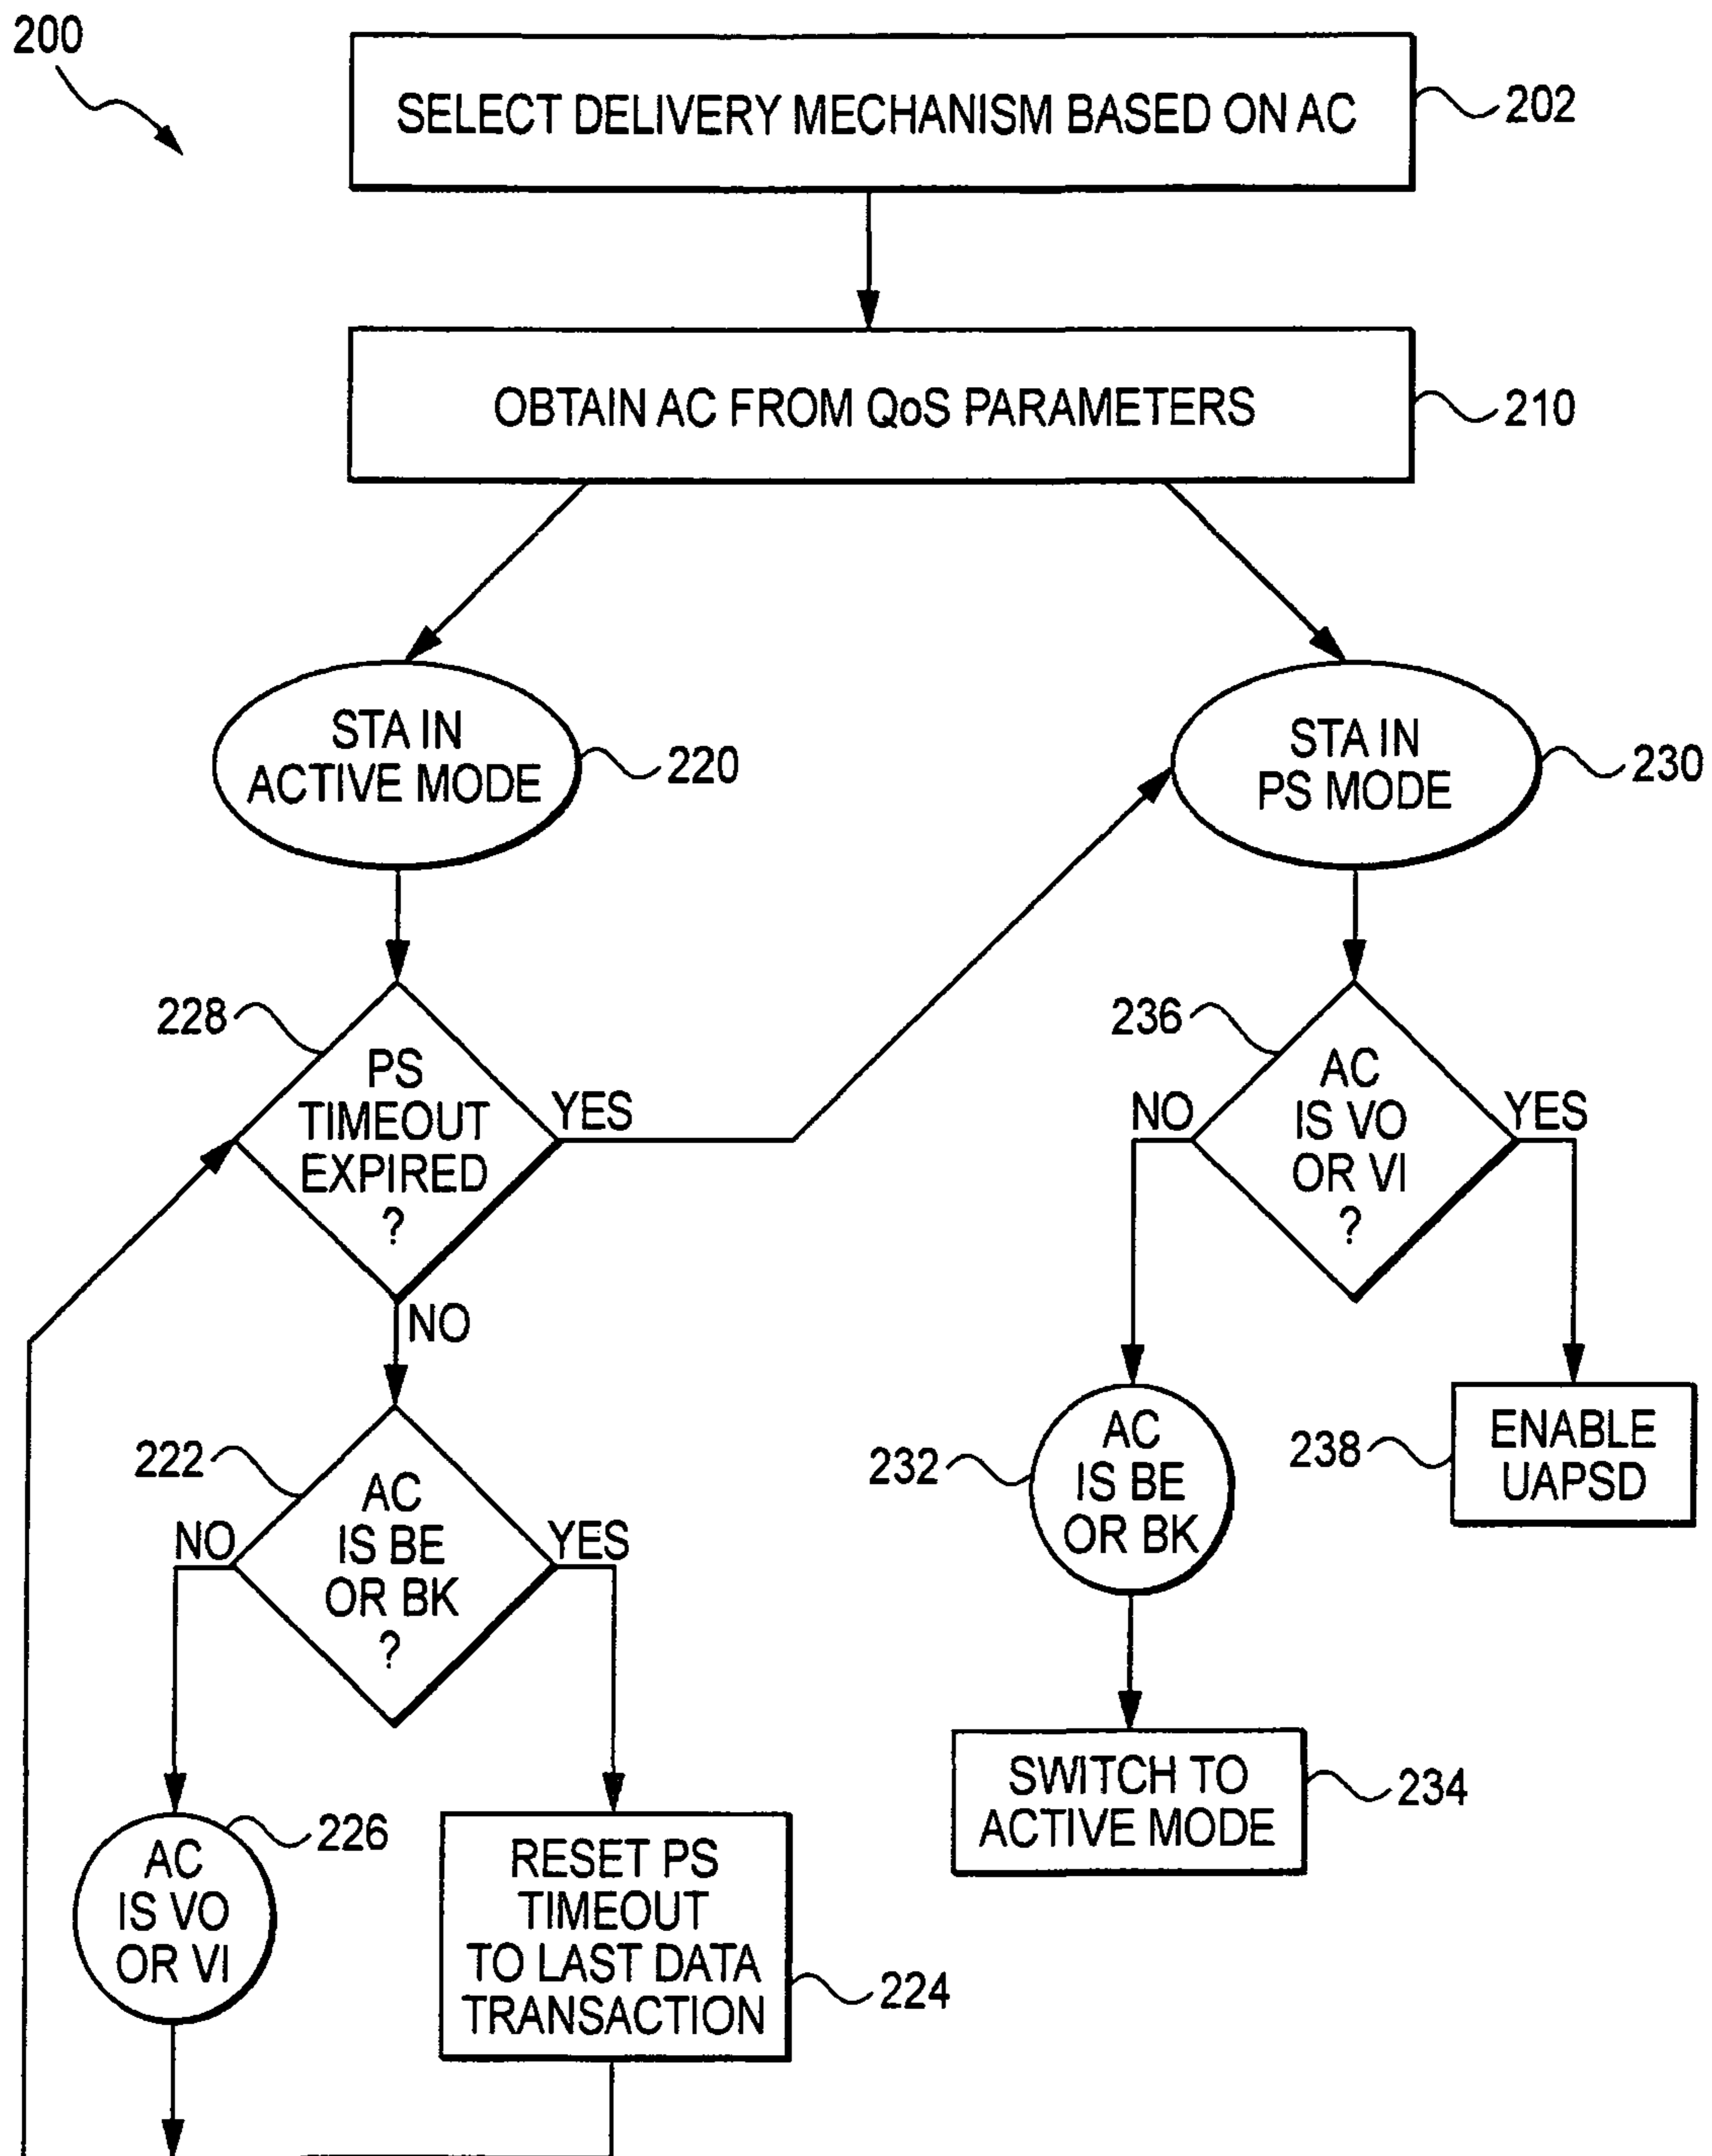 200
SELECT DELIVERY MECHANISM BASED ON AC
202
OBTAIN AC FROM QoS PARAMETERS
210
STA IN
ACTIVE MODE
220
STA IN
PS MODE
230
228
PS
TIMEOUT
EXPIRED
?
YES
NO
236
AC
IS VO
OR VI
?
NO
YES
222
AC
IS BE
OR BK
?
NO
YES
232
AC
IS BE
OR BK
238
ENABLE
UAPSD
SWITCH TO
ACTIVE MODE
234
226
AC
IS VO
OR VI
RESET PS
TIMEOUT
TO LAST DATA
TRANSACTION
224